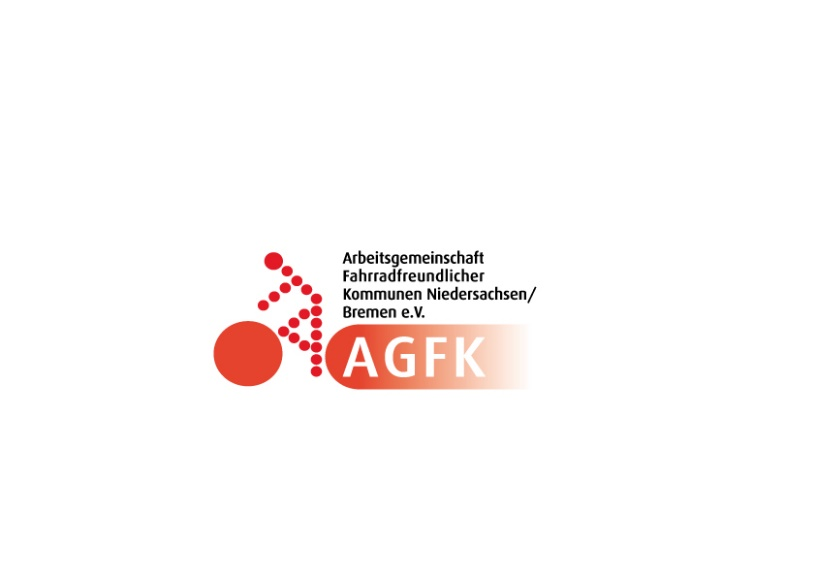 Arbeitsgemeinschaft
Fahrradfreundlicher
Kommunen Niedersachsen/
Bremen e.V.
AGFK